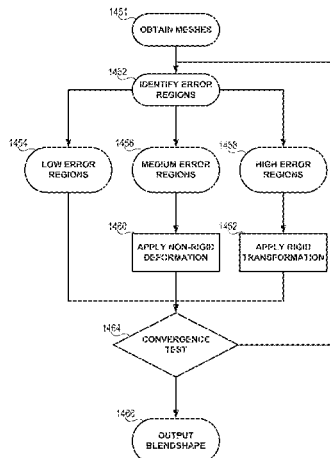 1451
OBTAIN MESHES
1452
IDENTIFY ERROR
REGIONS
1454
LOW ERROR
REGIONS
1456
MEDIUM ERROR
REGIONS
1458
HIGH ERROR
REGIONS
1460
APPLY NON-RIGID
DEFORMATION
1462
APPLY RIGID
TRANSFORMATION
1464
CONVERGENCE
TEST
1466
OUTPUT
BLENDSHAPE